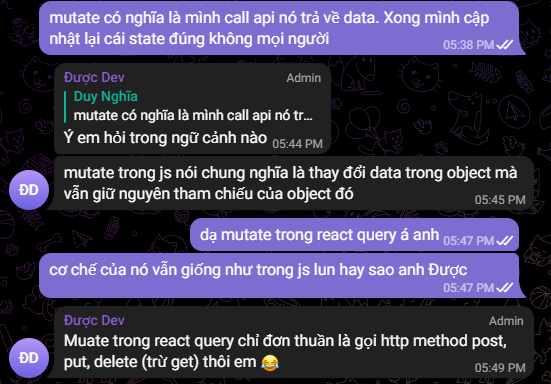 mutate có nghĩa là mình call api nó trả về data. Xong mình cập
nhật lại cái state đúng không mọi người
05:38 PM
Được Dev
Admin
Duy Nghĩa
mutate có nghĩa là mình call api nó tr...
Ý em hỏi trong ngữ cảnh nào
05:44 PM
mutate trong js nói chung nghĩa là thay đổi data trong object mà
vẫn giữ nguyên tham chiếu của object đó
ĐD
05:45 PM
dạ mutate trong react query á anh
05:47 PM
cơ chế của nó vẫn giống như trong js lun hay sao anh Được
05:47 PM
Được Dev
Admin
Muate trong react query chỉ đơn thuần là gọi http method post,
put, delete (trừ get) thôi em 😂
ĐD
05:49 PM